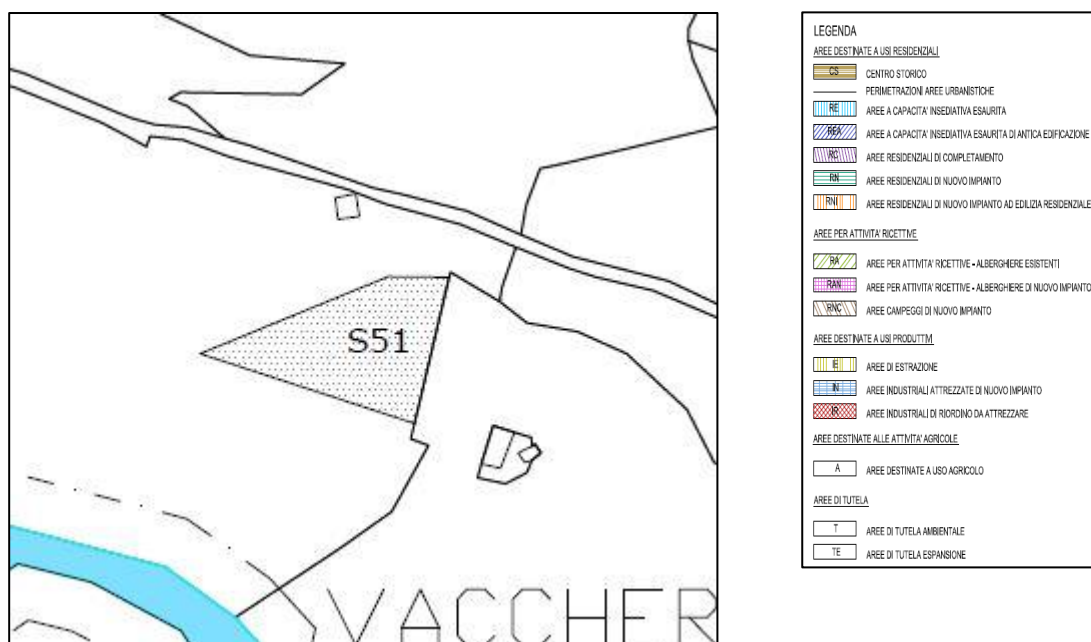 S51
VACCHER
LEGENDA
AREE DESTINATE A USI RESIDENZIALI
CS CENTRO STORICO
PERIMETRAZIONI AREE URBANISTICHE
RE AREE A CAPACITA' INSEDIATIVA ESAURITA
REA AREE A CAPACITA' INSEDIATIVA ESAURITA DI ANTICA EDIFICAZIONE
RC AREE RESIDENZIALI DI COMPLETAMENTO
RN AREE RESIDENZIALI DI NUOVO IMPIANTO
RNI AREE RESIDENZIALI DI NUOVO IMPIANTO AD EDILIZIA RESIDENZIALE
AREE PER ATTIVITA' RICETTIVE
RA AREE PER ATTIVITA' RICETTIVE - ALBERGHIERE ESISTENTI
RAN AREE PER ATTIVITA' RICETTIVE - ALBERGHIERE DI NUOVO IMPIANTO
RNC AREE CAMPEGGI DI NUOVO IMPIANTO
AREE DESTINATE A USI PRODUTTIVI
IE AREE DI ESTRAZIONE
IN AREE INDUSTRIALI ATTREZZATE DI NUOVO IMPIANTO
IR AREE INDUSTRIALI DI RIORDINO DA ATTREZZARE
AREE DESTINATE ALLE ATTIVITA' AGRICOLE
A AREE DESTINATE A USO AGRICOLO
AREE DI TUTELA
T AREE DI TUTELA AMBIENTALE
TE AREE DI TUTELA ESPANSIONE